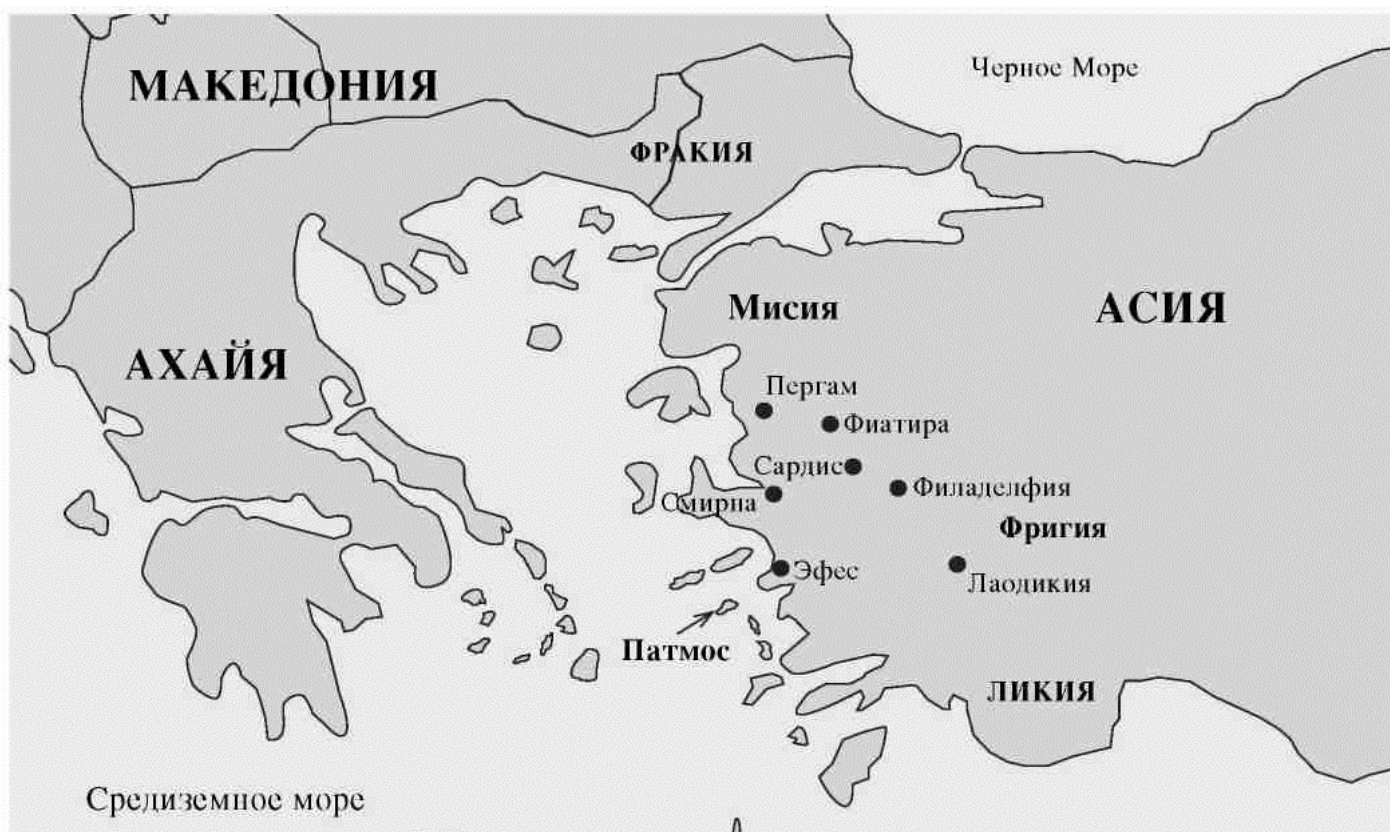 Черное Море
МАКЕДОНИЯ
ФРАКИЯ
Мисия
АСИЯ
АХАЙЯ
Пергам
Фиатира
Сардис
Филаделфия
Смирна
Фригия
Эфес
Лаодикия
Патмос
ЛИКИЯ
Средиземное море